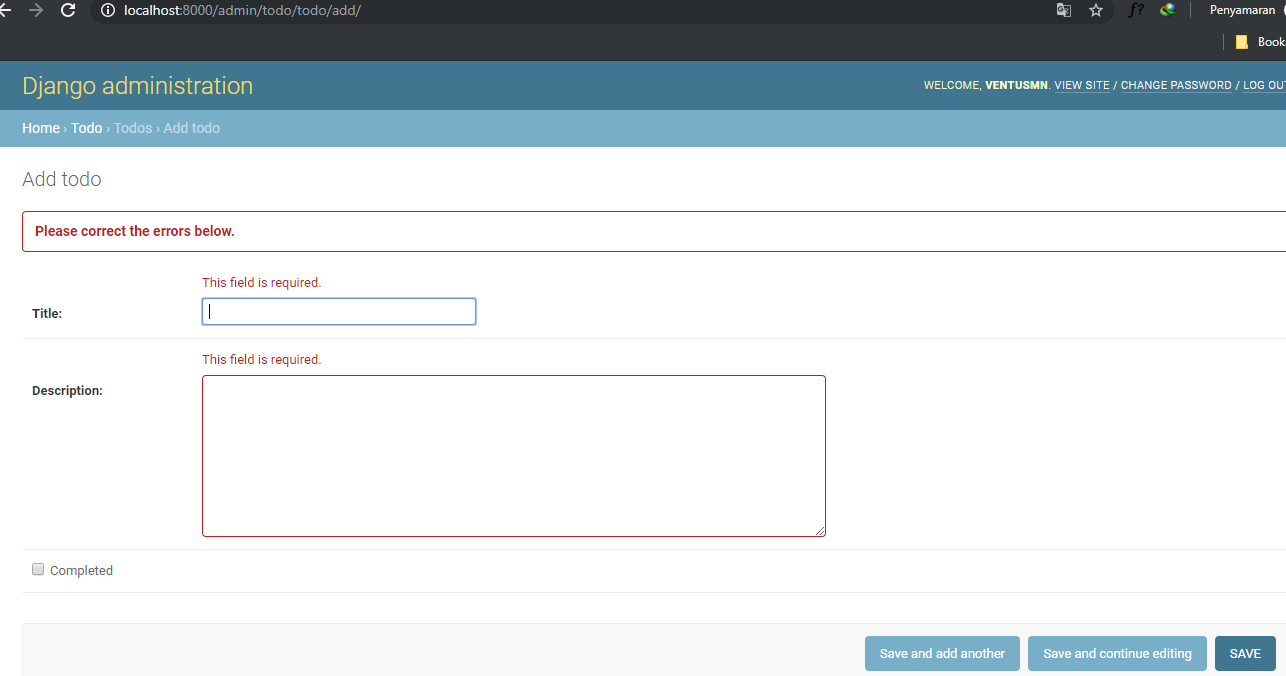 localhost:8000/admin/todo/todo/add/
Penyamaran
Book
Django administration
WELCOME, VENTUSMN. VIEW SITE / CHANGE PASSWORD / LOG OUT
Home › Todo › Todos › Add todo
Add todo
Please correct the errors below.
This field is required.
Title:
This field is required.
Description:
Completed
Save and add another
Save and continue editing
SAVE